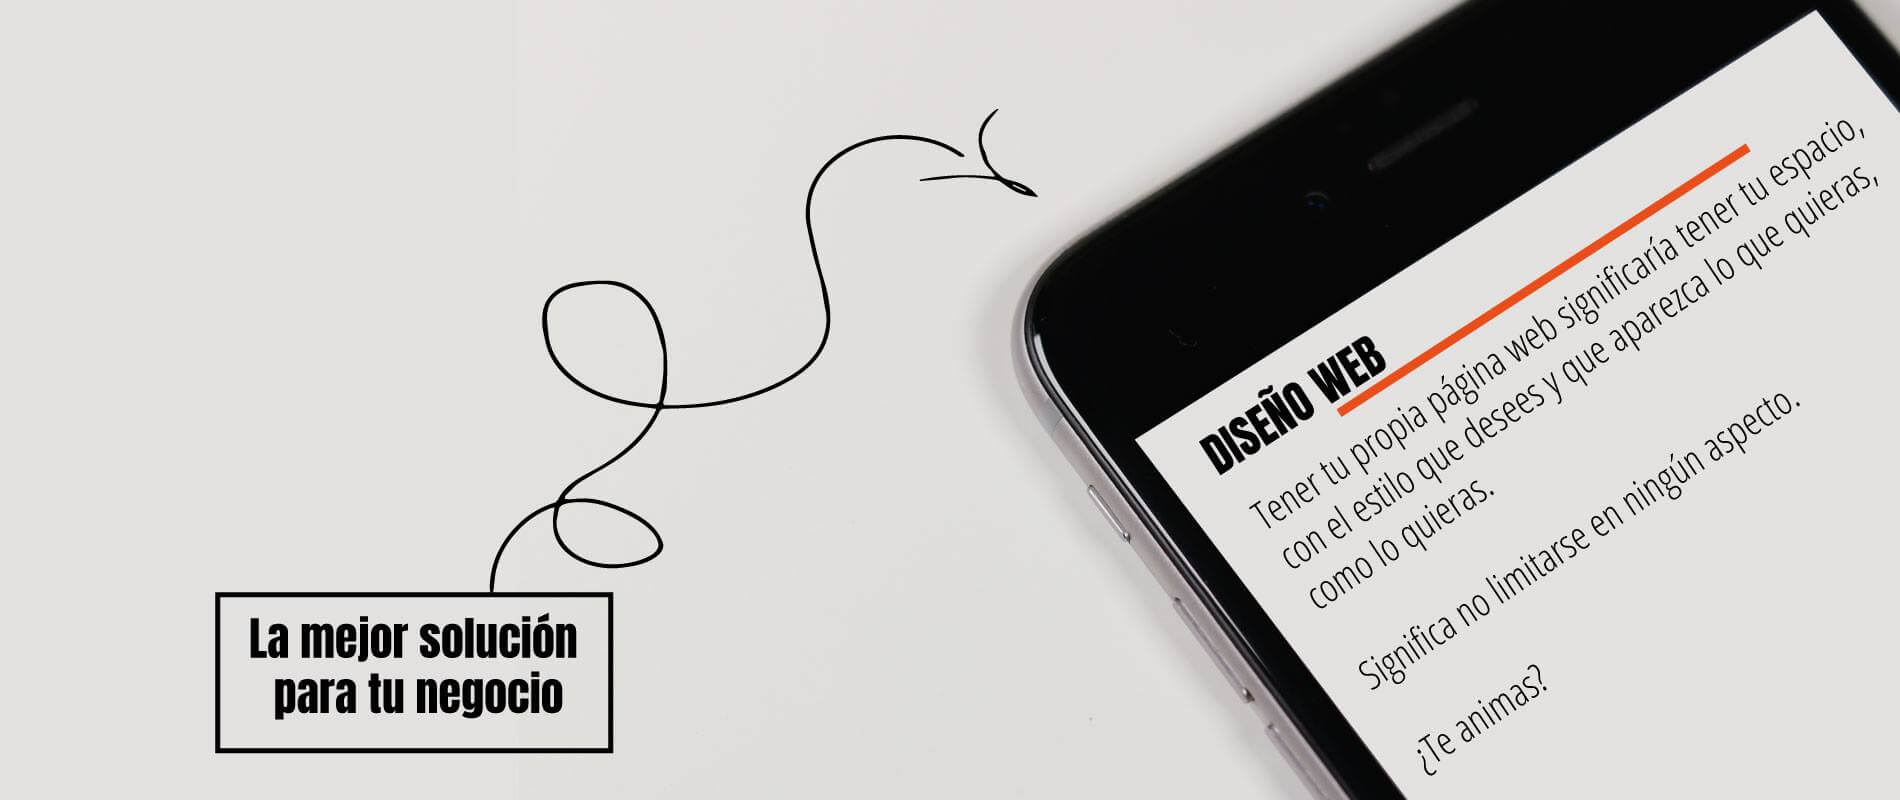 La mejor solución
para tu negocio
DISEÑO WEB
Tener tu propia página web significaría tener tu espacio,
con el estilo que desees y que aparezca lo que quieras,
como lo quieras.
Significa no limitarse en ningún aspecto.
¿Te animas?